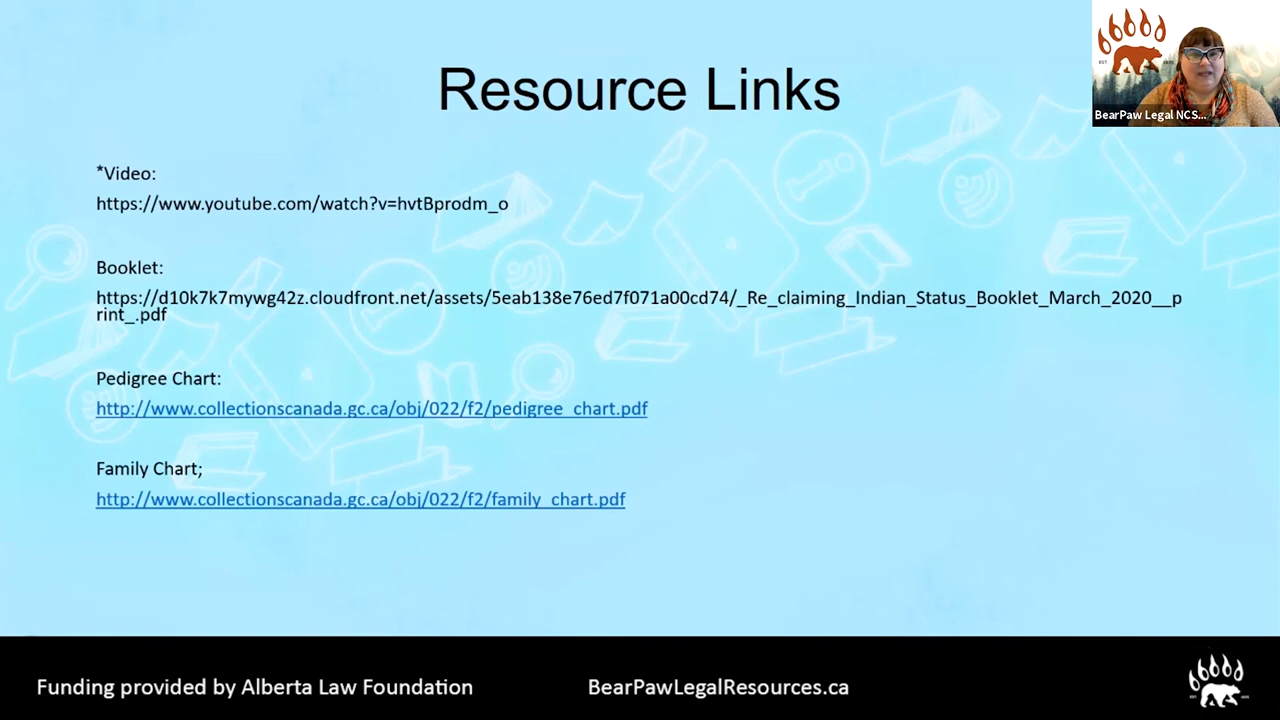 Resource Links
BearPaw Legal NCS...
*Video:
https://www.youtube.com/watch?v=hvtBprodm_o
Booklet:
https://d10k7k7mywg42z.cloudfront.net/assets/5eab138e76ed7f071a00cd74/_Re_claiming_Indian_Status_Booklet_March_2020__p
rint_.pdf
Pedigree Chart:
http://www.collectionscanada.gc.ca/obj/022/f2/pedigree_chart.pdf
Family Chart;
http://www.collectionscanada.gc.ca/obj/022/f2/family_chart.pdf
Funding provided by Alberta Law Foundation
BearPawLegalResources.ca